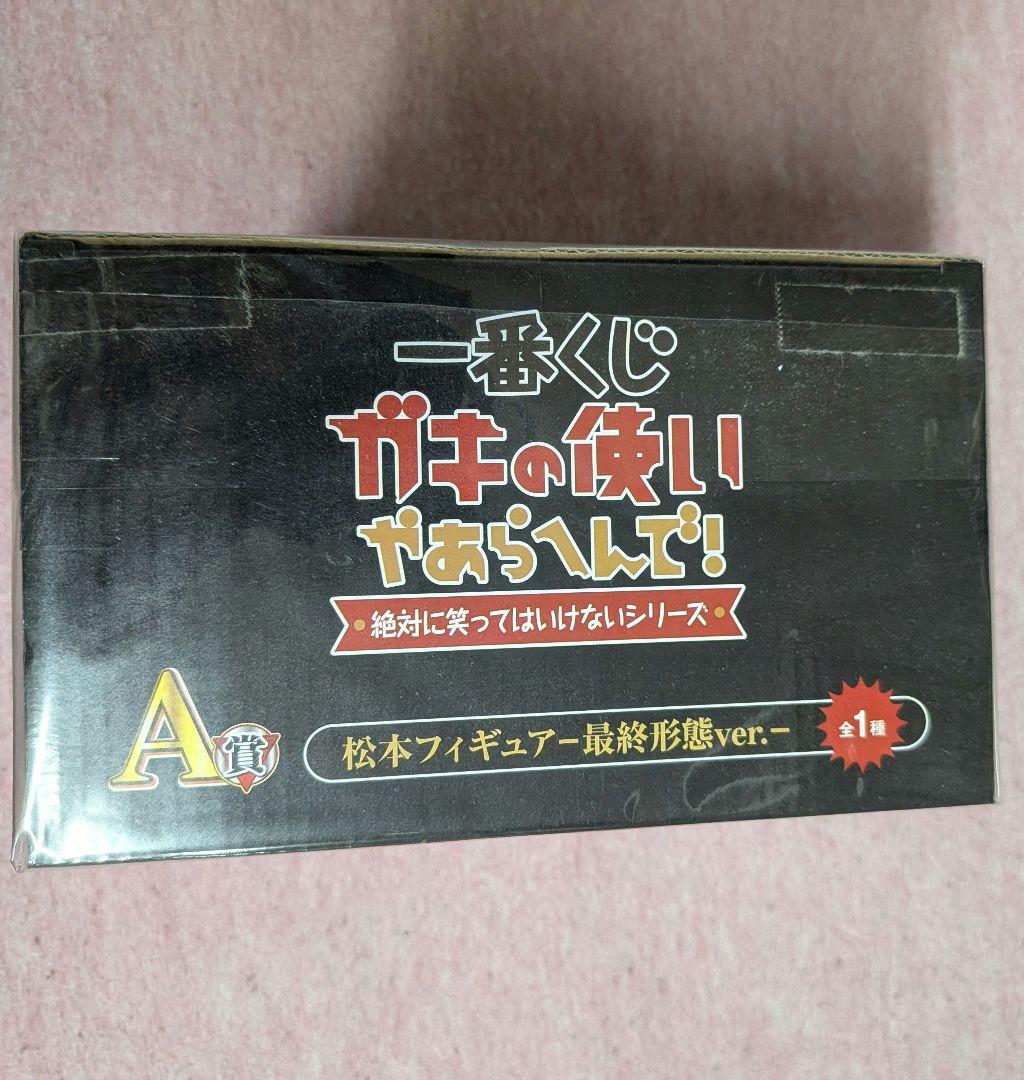 一番くじ
ガキの使い
やあらへんで!
・絶対に笑ってはいけないシリーズ・
A賞
松本フィギュアー最終形態ver.ー
全1種